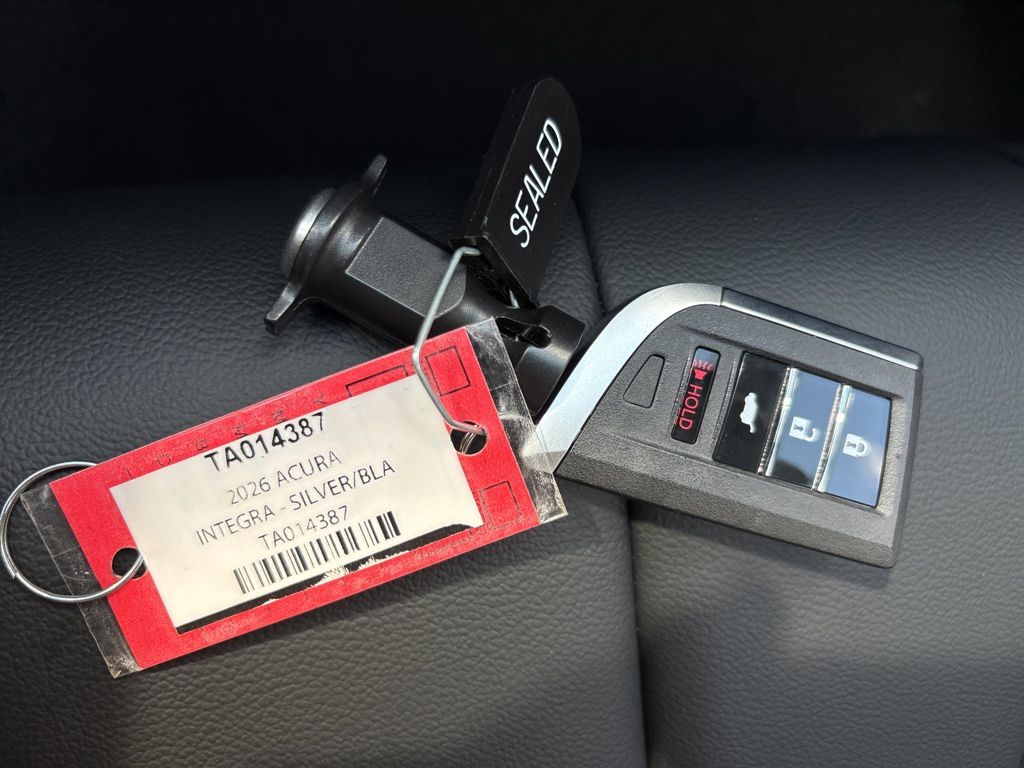 SEALED
HOLD
TA014387
2026 ACURA
INTEGRA - SILVER/BLA
TA014387